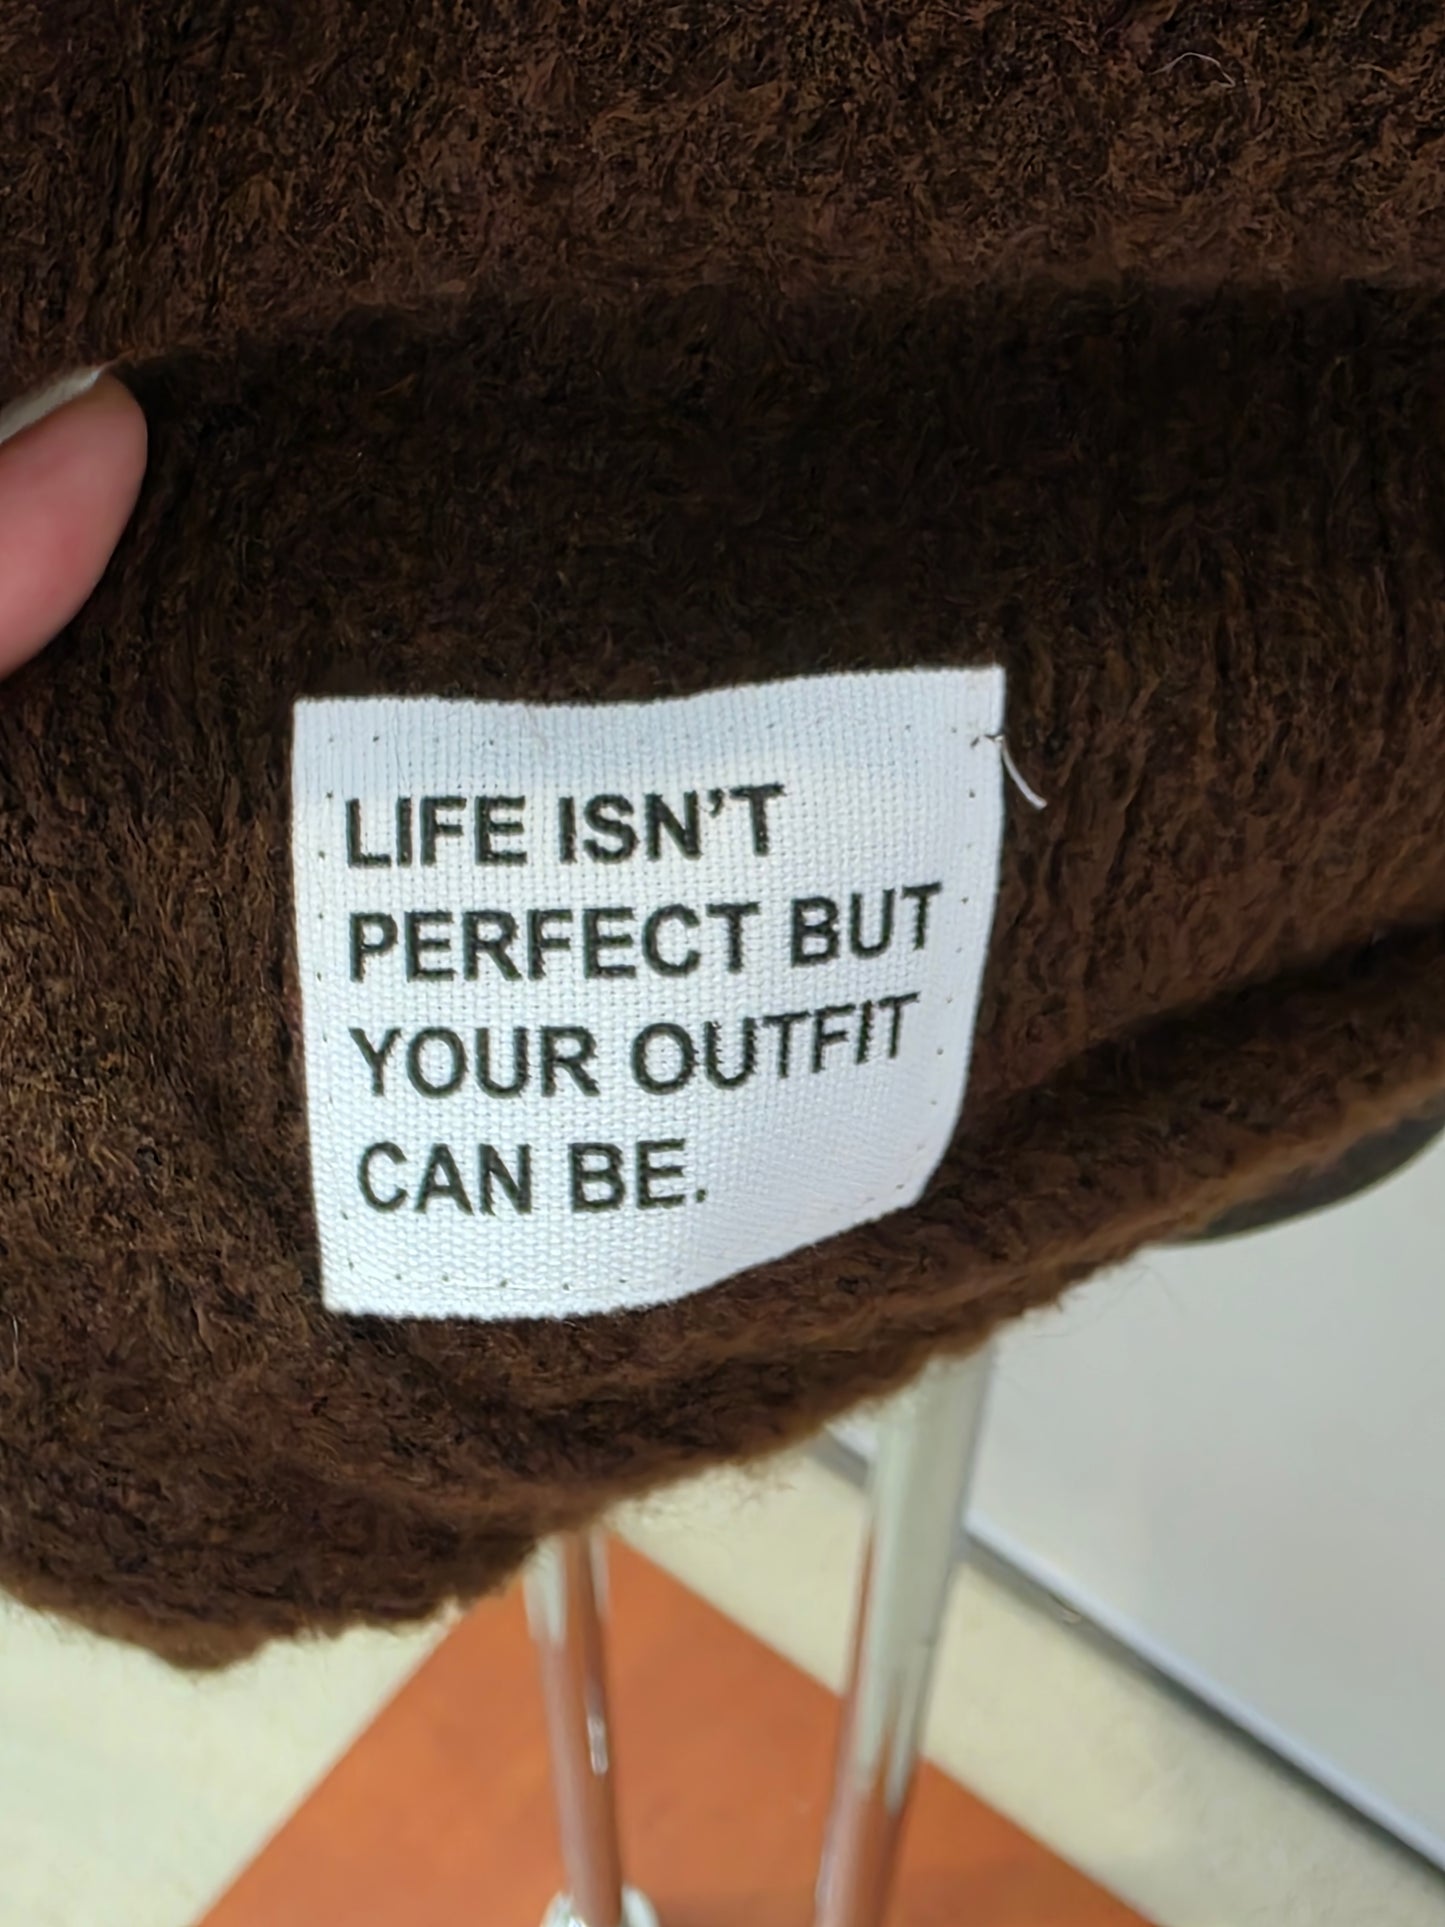 LIFE ISN’T
PERFECT BUT
YOUR OUTFIT
CAN BE.